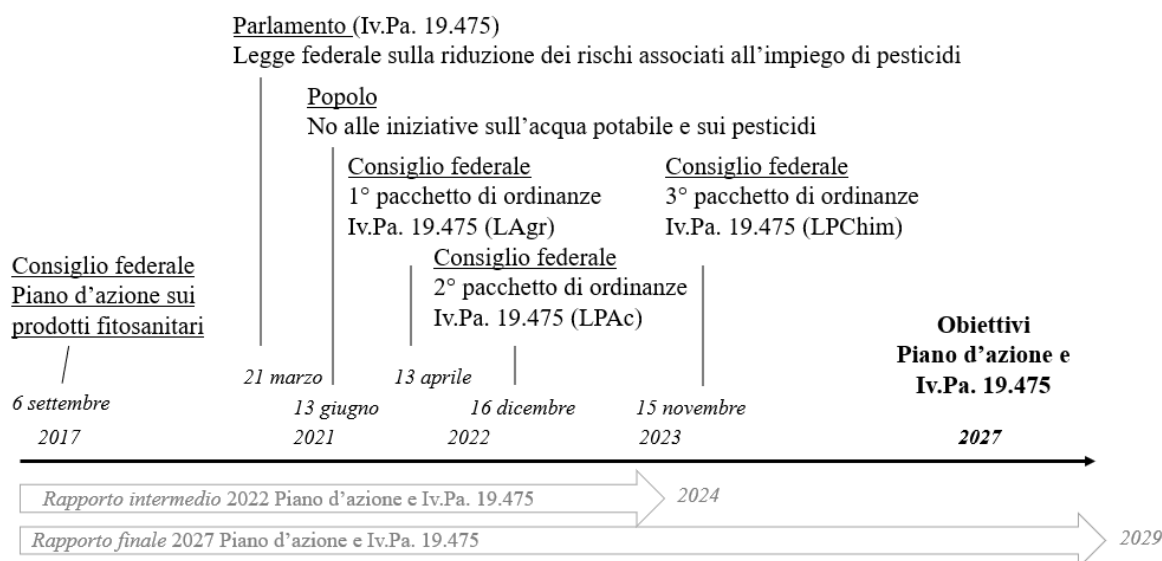 Parlamento (Iv.Pa. 19.475)
Legge federale sulla riduzione dei rischi associati all’impiego di pesticidi
Popolo
No alle iniziative sull’acqua potabile e sui pesticidi
Consiglio federale
1° pacchetto di ordinanze
Iv.Pa. 19.475 (LAgr)
Consiglio federale
3° pacchetto di ordinanze
Iv.Pa. 19.475 (LPChim)
Consiglio federale
2° pacchetto di ordinanze
Iv.Pa. 19.475 (LPAc)
Consiglio federale
Piano d’azione sui
prodotti fitosanitari
Obiettivi
Piano d’azione e
Iv.Pa. 19.475
21 marzo
13 aprile
6 settembre
13 giugno
16 dicembre
15 novembre
2017
2021
2022
2023
2027
Rapporto intermedio 2022 Piano d’azione e Iv.Pa. 19.475
2024
Rapporto finale 2027 Piano d’azione e Iv.Pa. 19.475
2029